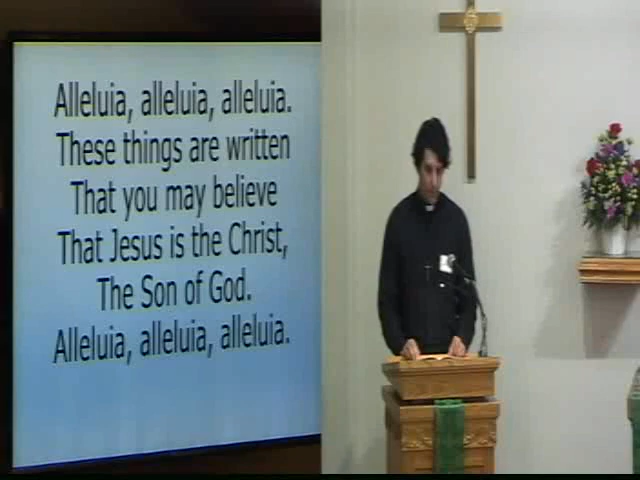 Alleluia, alleluia, alleluia.
These things are written
That you may believe
That Jesus is the Christ,
The Son of God.
Alleluia, alleluia, alleluia.